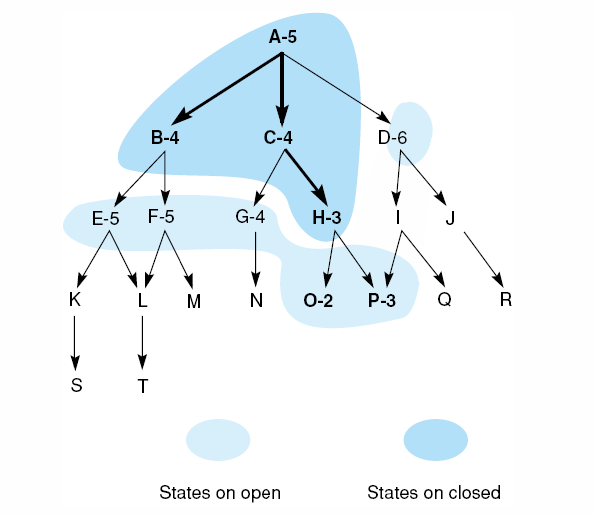 A-5
B-4 C-4 D-6
E-5 F-5 G-4 H-3 I J
K L M N O-2 P-3 Q R
S T
States on open States on closed